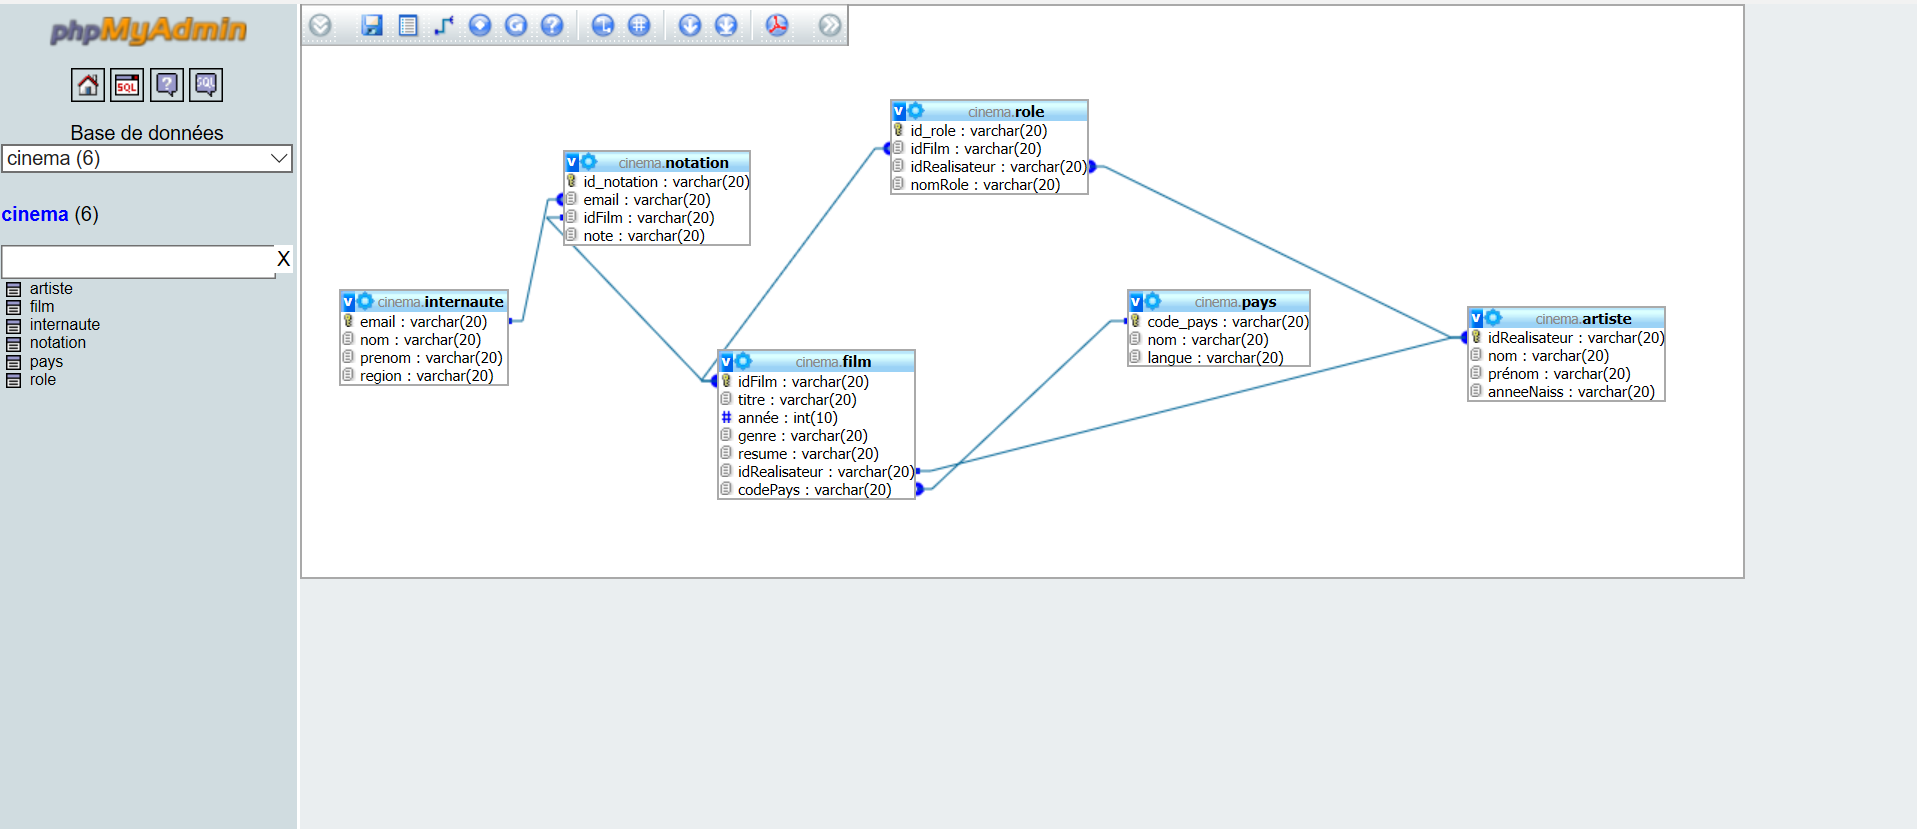 phpMyAdmin
SQL
?
SQL
Base de données
cinema (6)
cinema (6)
X
artiste
film
internaute
notation
pays
role
?
v cinema.role
id_role : varchar(20)
idFilm : varchar(20)
idRealisateur : varchar(20)
nomRole : varchar(20)
v cinema.notation
id_notation : varchar(20)
email : varchar(20)
idFilm : varchar(20)
note : varchar(20)
v cinema.internaute
email : varchar(20)
nom : varchar(20)
prenom : varchar(20)
region : varchar(20)
v cinema.pays
code_pays : varchar(20)
nom : varchar(20)
langue : varchar(20)
v cinema.artiste
idRealisateur : varchar(20)
nom : varchar(20)
prénom : varchar(20)
anneeNaiss : varchar(20)
v cinema.film
idFilm : varchar(20)
titre : varchar(20)
# année : int(10)
genre : varchar(20)
resume : varchar(20)
idRealisateur : varchar(20)
codePays : varchar(20)